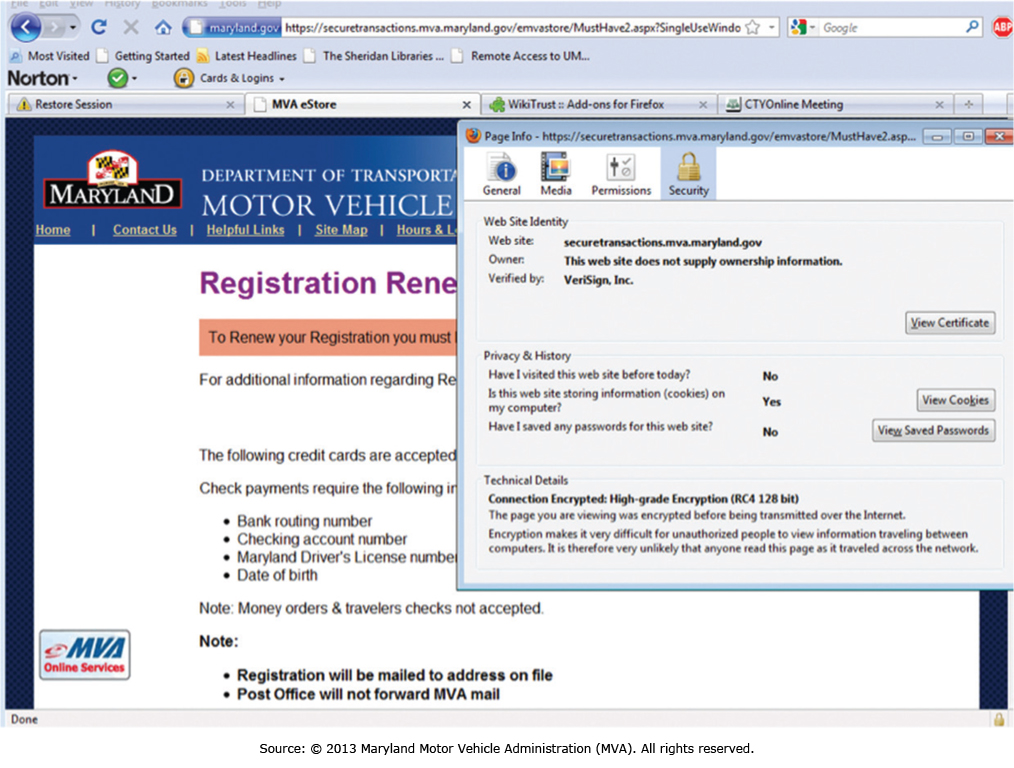 File Edit View History Bookmarks Tools Help
maryland.gov https://securetransactions.mva.maryland.gov/emvastore/MustHave2.aspx?SingleUseWindo Google ABP
Most Visited Getting Started Latest Headlines The Sheridan Libraries ... Remote Access to UM...
Norton Cards & Logins
Restore Session MVA eStore WikiTrust :: Add-ons for Firefox CTYOnline Meeting
Page Info - https://securetransactions.mva.maryland.gov/emvastore/MustHave2.asp...
General Media Permissions Security
MARYLAND
DEPARTMENT OF TRANSPORTA
MOTOR VEHICLE
Home | Contact Us | Helpful Links | Site Map | Hours & L
Registration Rene
To Renew your Registration you must
For additional information regarding Re
The following credit cards are accepted
Check payments require the following in
Bank routing number
Checking account number
Maryland Driver's License number
Date of birth
Note: Money orders & travelers checks not accepted.
Note:
Registration will be mailed to address on file
Post Office will not forward MVA mail
MVA
Online Services
Web Site Identity
Web site: securetransactions.mva.maryland.gov
Owner: This web site does not supply ownership information.
Verified by: VeriSign, Inc.
View Certificate
Privacy & History
Have I visited this web site before today? No
Is this web site storing information (cookies) on
my computer? Yes View Cookies
Have I saved any passwords for this web site? No View Saved Passwords
Technical Details
Connection Encrypted: High-grade Encryption (RC4 128 bit)
The page you are viewing was encrypted before being transmitted over the Internet.
Encryption makes it very difficult for unauthorized people to view information traveling between
computers. It is therefore very unlikely that anyone read this page as it traveled across the network.
Done
Source: © 2013 Maryland Motor Vehicle Administration (MVA). All rights reserved.